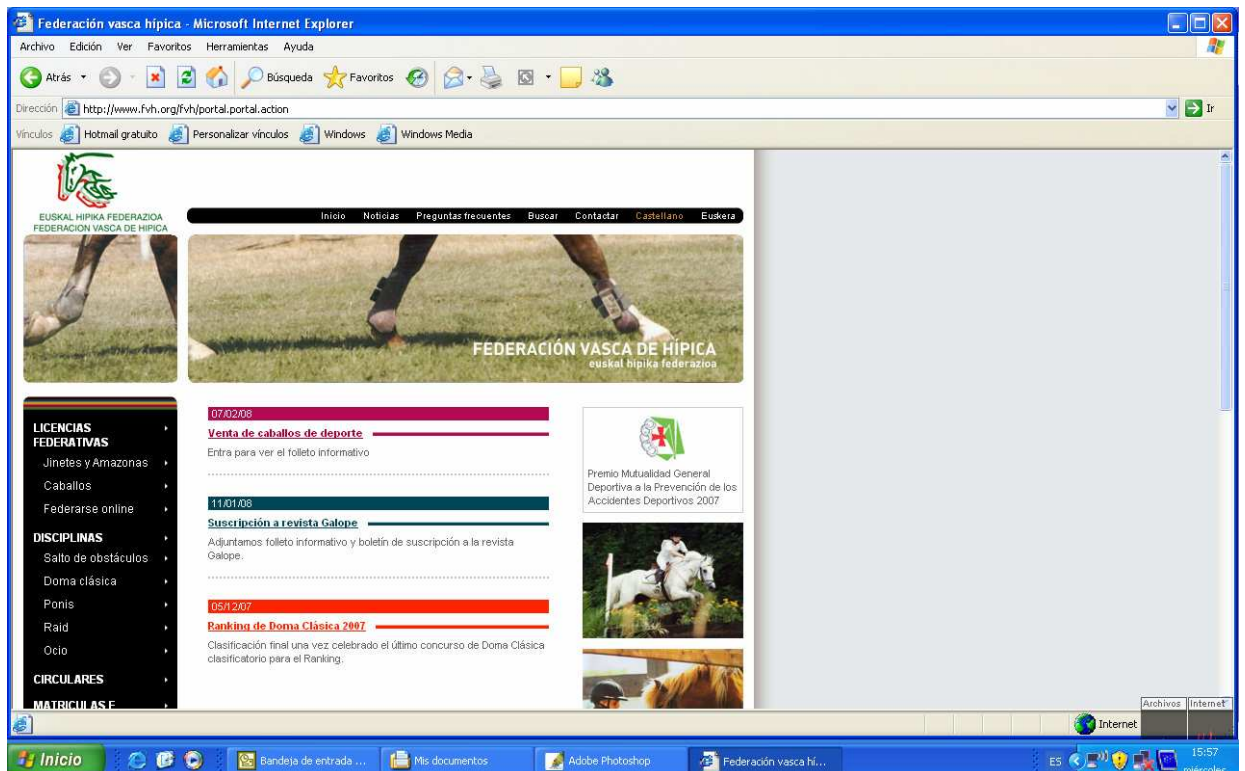 Federación vasca hípica - Microsoft Internet Explorer
Archivo Edición Ver Favoritos Herramientas Ayuda
Atrás Búsqueda Favoritos
Dirección http://www.fvh.org/fvh/portal.portal.action Ir
Vínculos Hotmail gratuito Personalizar vínculos Windows Windows Media
EUSKAL HIPIKA FEDERAZIOA
FEDERACION VASCA DE HIPICA
Inicio Noticias Preguntas frecuentes Buscar Contactar Castellano Euskera
FEDERACIÓN VASCA DE HÍPICA
euskal hipika federazioa
LICENCIAS
FEDERATIVAS
Jinetes y Amazonas
Caballos
Federarse online
DISCIPLINAS
Salto de obstáculos
Doma clásica
Ponis
Raid
Ocio
CIRCULARES
MATRICULAS E
07/02/08
Venta de caballos de deporte
Entra para ver el folleto informativo
11/01/08
Suscripción a revista Galope
Adjuntamos folleto informativo y boletín de suscripción a la revista
Galope.
05/12/07
Ranking de Doma Clásica 2007
Clasificación final una vez celebrado el último concurso de Doma Clásica
clasificatorio para el Ranking.
Premio Mutualidad General
Deportiva a la Prevención de los
Accidentes Deportivos 2007
Archivos Internet
Internet
Inicio Bandeja de entrada ... Mis documentos Adobe Photoshop Federación vasca hí... ES 15:57
miércoles